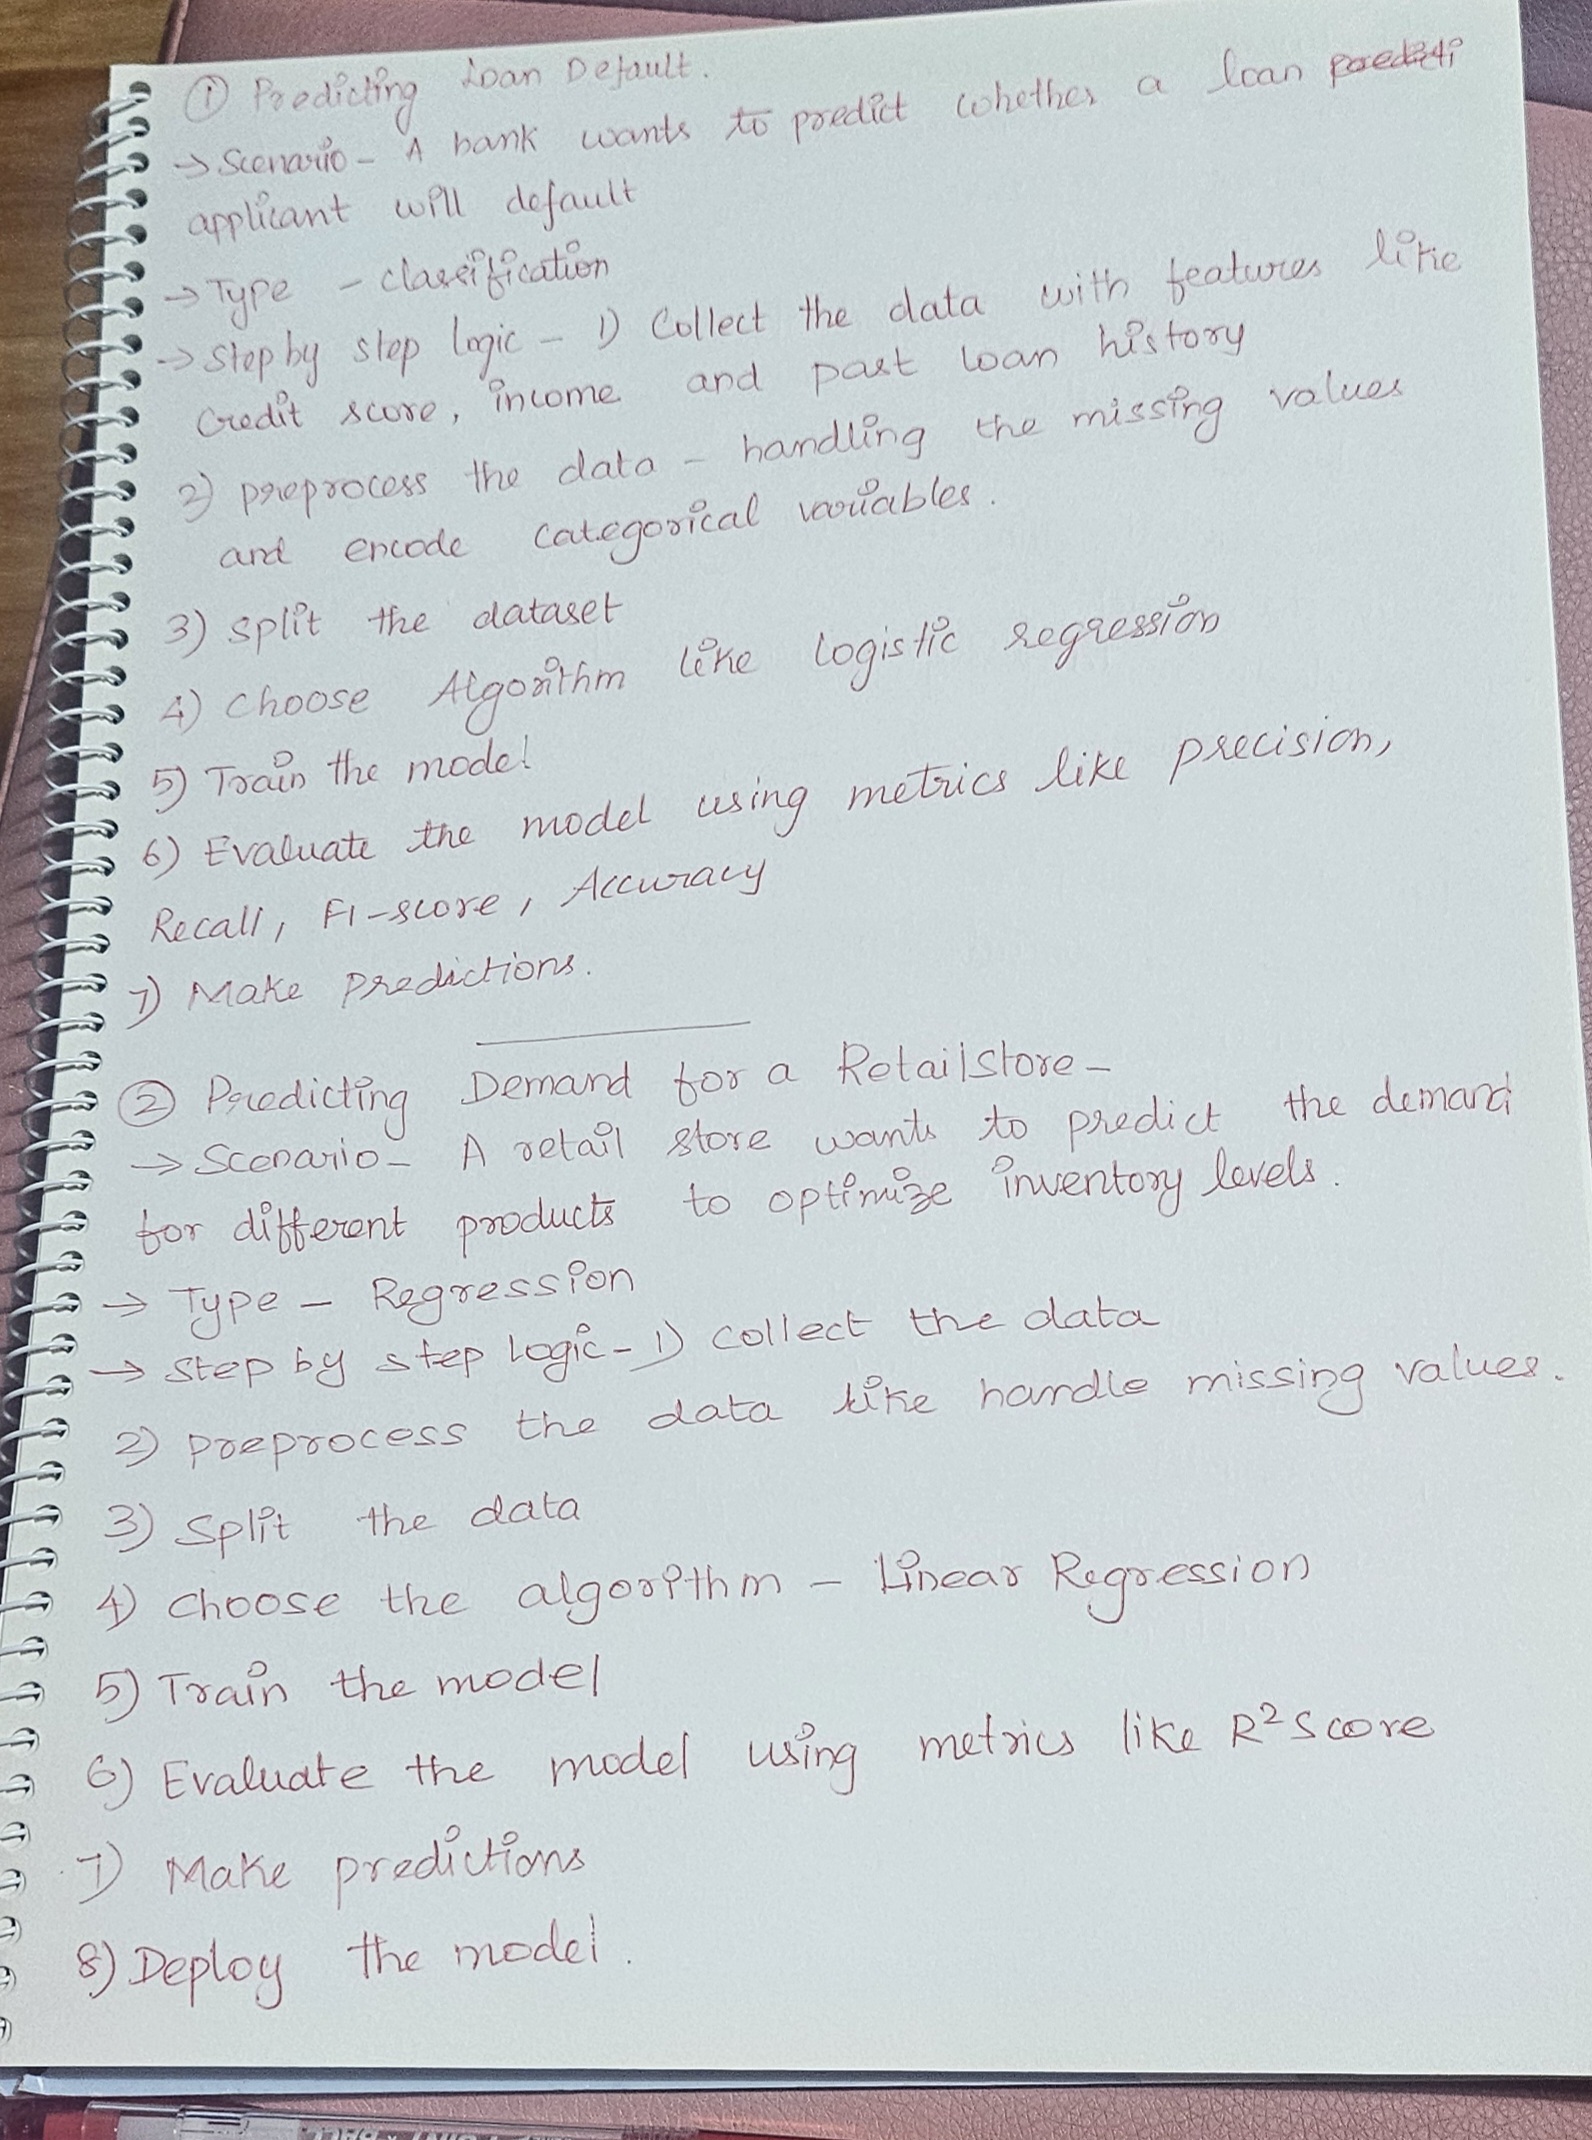 ① Predicting Loan Default.
→ Scenario - A bank wants to predict whether a loan
applicant will default
→ Type - classification
→ Step by step logic - 1) Collect the data with features like
Credit score, income and past loan history
2) preprocess the data - handling the missing values
and encode categorical variables.
3) split the dataset
4) Choose Algorithm like logistic regression
5) Train the model
6) Evaluate the model using metrics like precision,
Recall, F1-score, Accuracy
7) Make predictions.
② Predicting Demand for a Retailstore -
→ Scenario - A retail store wants to predict the demand
for different products to optimize inventory levels.
→ Type - Regression
→ Step by step logic - 1) collect the data
2) preprocess the data like handle missing values.
3) split the data
4) choose the algorithm - Linear Regression
5) Train the model
6) Evaluate the model using metrics like R² score
7) Make predictions
8) Deploy the model.